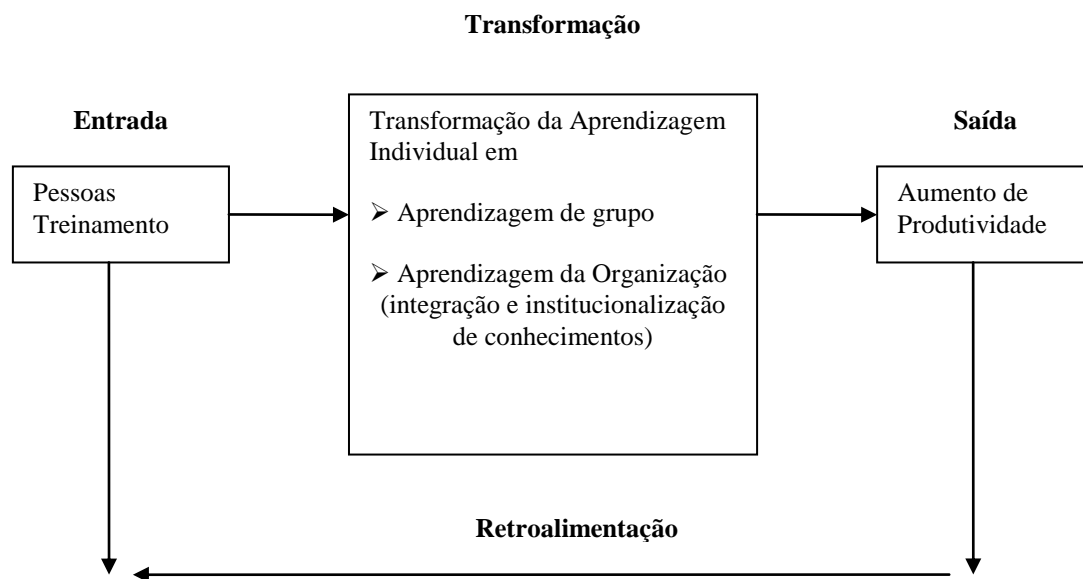 Transformação
Entrada
Pessoas
Treinamento
Transformação da Aprendizagem
Individual em
➢ Aprendizagem de grupo
➢ Aprendizagem da Organização
(integração e institucionalização
de conhecimentos)
Saída
Aumento de
Produtividade
Retroalimentação